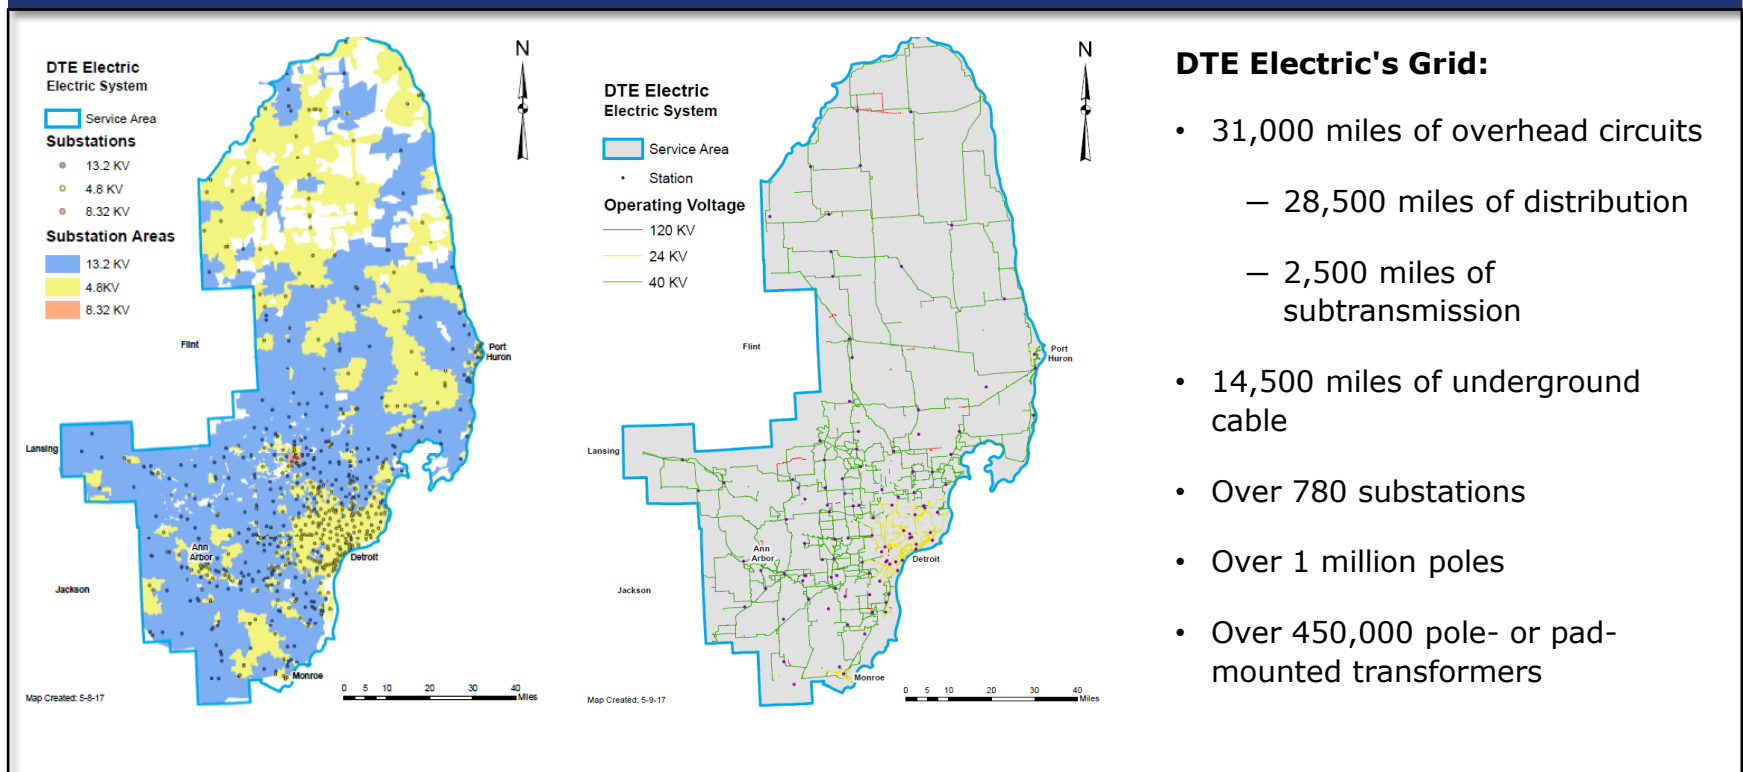 DTE Electric
Electric System
Service Area
Substations
13.2 KV
4.8 KV
8.32 KV
Substation Areas
13.2 KV
4.8KV
8.32 KV
N
Flint
Port
Huron
Lansing
Ann
Arbor
Detroit
Jackson
Monroe
Map Created: 5-8-17
0 5 10 20 30 40
Miles
DTE Electric
Electric System
Service Area
Station
Operating Voltage
120 KV
24 KV
40 KV
N
Flint
Port
Huron
Lansing
Ann
Arbor
Detroit
Jackson
Monroe
Map Created: 5-9-17
0 5 10 20 30 40
Miles
DTE Electric's Grid:
• 31,000 miles of overhead circuits
— 28,500 miles of distribution
— 2,500 miles of
subtransmission
• 14,500 miles of underground
cable
• Over 780 substations
• Over 1 million poles
• Over 450,000 pole- or pad-
mounted transformers